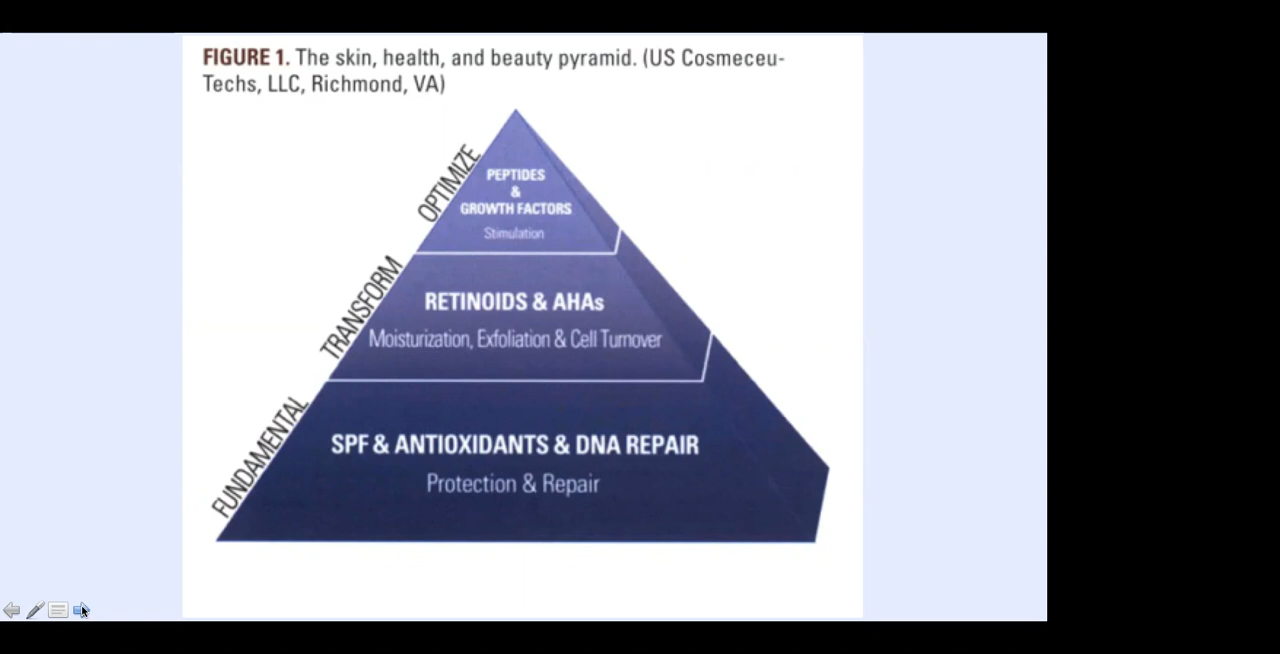 FIGURE 1. The skin, health, and beauty pyramid. (US Cosmeceu-
Techs, LLC, Richmond, VA)
OPTIMIZE
PEPTIDES
&
GROWTH FACTORS
Stimulation
TRANSFORM
RETINOIDS & AHAs
Moisturization, Exfoliation & Cell Turnover
FUNDAMENTAL
SPF & ANTIOXIDANTS & DNA REPAIR
Protection & Repair